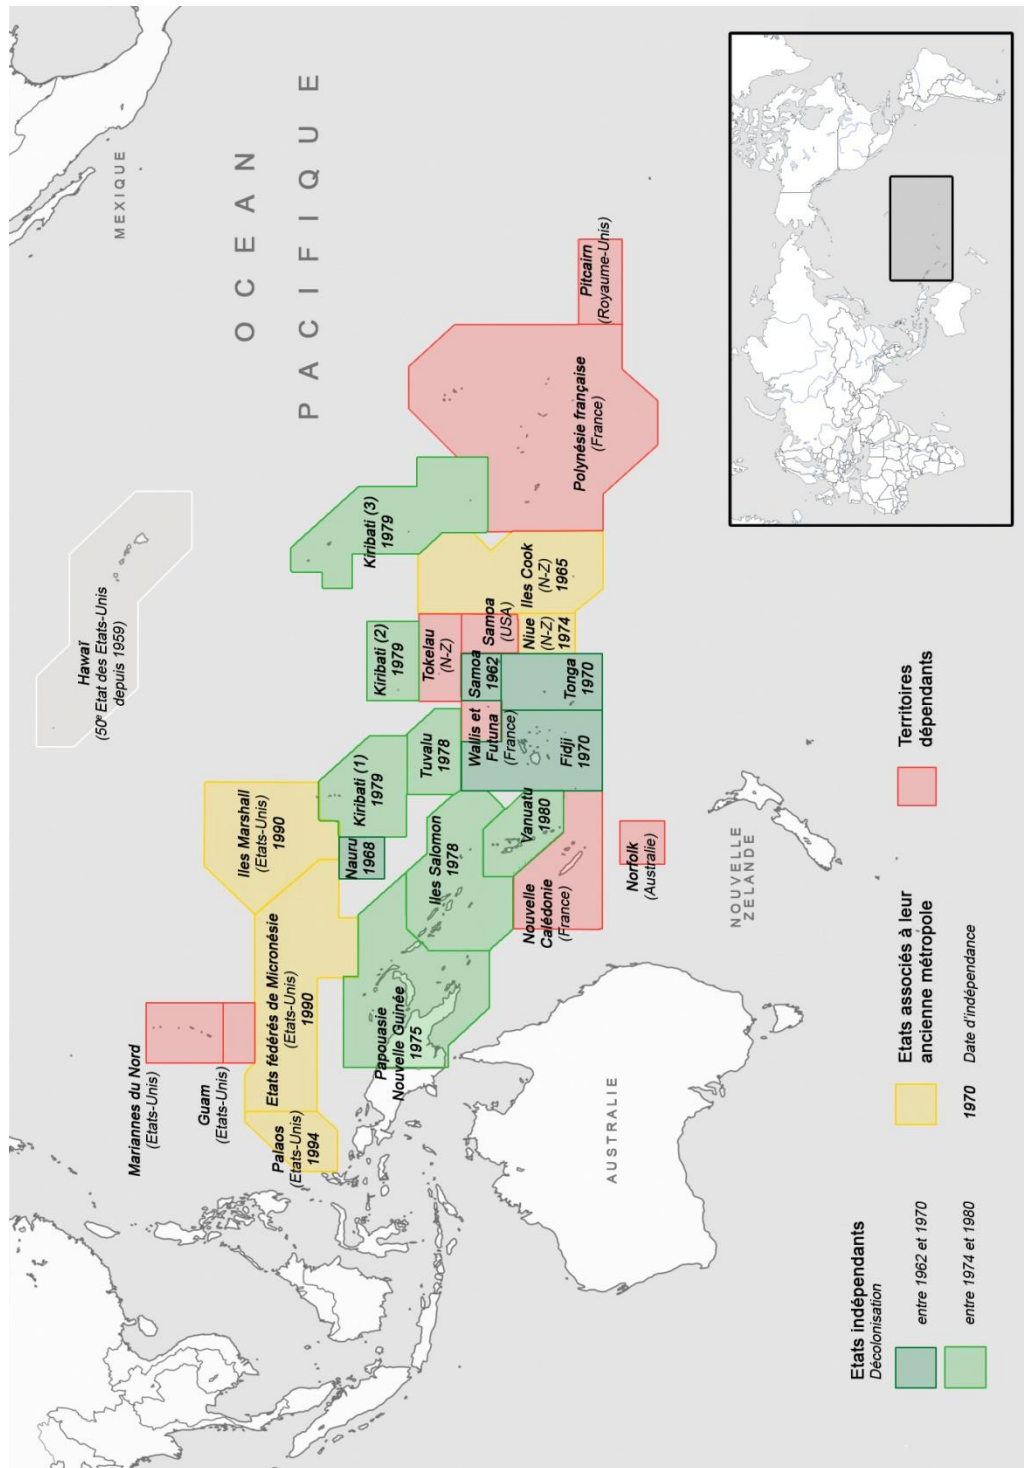 Hawaï
(50e Etat des Etats-Unis
depuis 1959)
MEXIQUE
OCEAN
PACIFIQUE
Mariannes du Nord
(Etats-Unis)
Guam
(Etats-Unis)
Palaos
(Etats-Unis)
1994
Etats fédérés de Micronésie
(Etats-Unis)
1990
Iles Marshall
(Etats-Unis)
1990
Nauru
1968
Kiribati (1)
1979
Kiribati (2)
1979
Kiribati (3)
1979
Papouasie
Nouvelle Guinée
1975
Iles Salomon
1978
Tuvalu
1978
Tokelau
(N-Z)
Wallis et
Futuna
(France)
Samoa
1962
Samoa
(USA)
Iles Cook
(N-Z)
1965
Niue
(N-Z)
1974
Vanuatu
1980
Fidji
1970
Tonga
1970
Nouvelle
Calédonie
(France)
Polynésie française
(France)
Pitcairn
(Royaume-Unis)
Norfolk
(Australie)
AUSTRALIE
NOUVELLE
ZELANDE
Etats indépendants
Décolonisation
entre 1962 et 1970
entre 1974 et 1980
Etats associés à leur
ancienne métropole
1970 Date d'indépendance
Territoires
dépendants